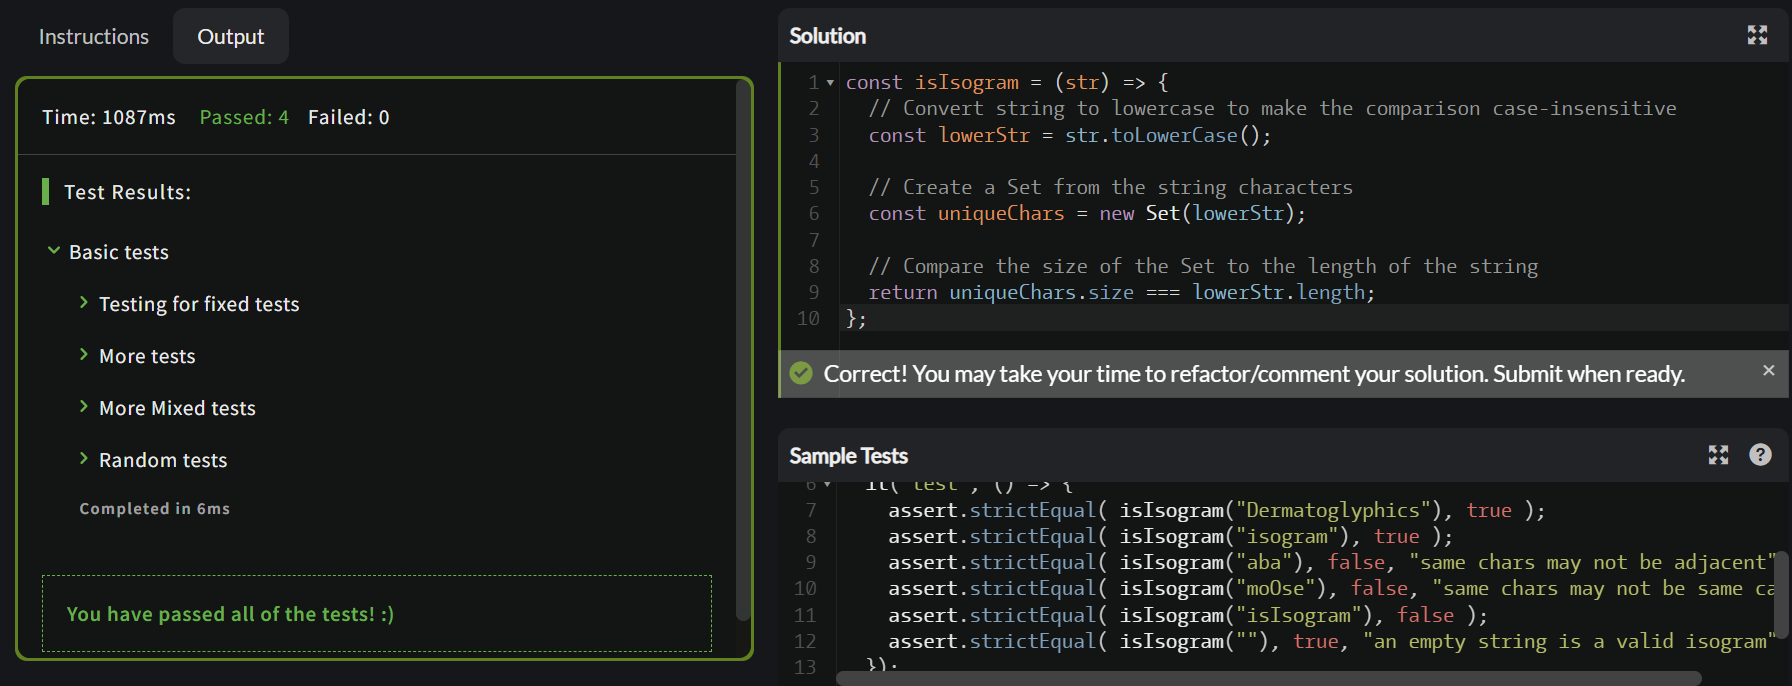 Instructions
Output
Time: 1087ms Passed: 4 Failed: 0
Test Results:
Basic tests
Testing for fixed tests
More tests
More Mixed tests
Random tests
Completed in 6ms
You have passed all of the tests! :)
Solution
1 const isIsogram = (str) => {
2 // Convert string to lowercase to make the comparison case-insensitive
3 const lowerStr = str.toLowerCase();
4
5 // Create a Set from the string characters
6 const uniqueChars = new Set(lowerStr);
7
8 // Compare the size of the Set to the length of the string
9 return uniqueChars.size === lowerStr.length;
10 };
Correct! You may take your time to refactor/comment your solution. Submit when ready.
Sample Tests
6 it("test", () => {
7 assert.strictEqual( isIsogram("Dermatoglyphics"), true );
8 assert.strictEqual( isIsogram("isogram"), true );
9 assert.strictEqual( isIsogram("aba"), false, "same chars may not be adjacent"
10 assert.strictEqual( isIsogram("moOse"), false, "same chars may not be same ca
11 assert.strictEqual( isIsogram("isIsogram"), false );
12 assert.strictEqual( isIsogram(""), true, "an empty string is a valid isogram"
13 });